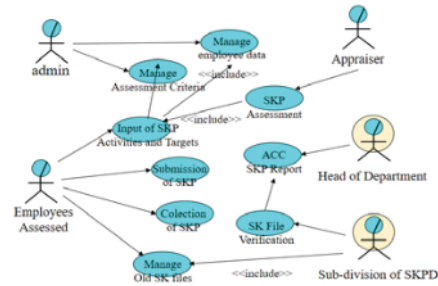 Manage
employee data
admin
Manage
Assessment Criteria
<<include>>
Appraiser
SKP
Assessment
Input of SKP
Activities and Targets
<<include>>
ACC
SKP Report
Head of Department
Submission
of SKP
Employees
Assessed
Colection
of SKP
SK File
Verification
Manage
Old SK files
<<include>>
Sub-division of SKPD